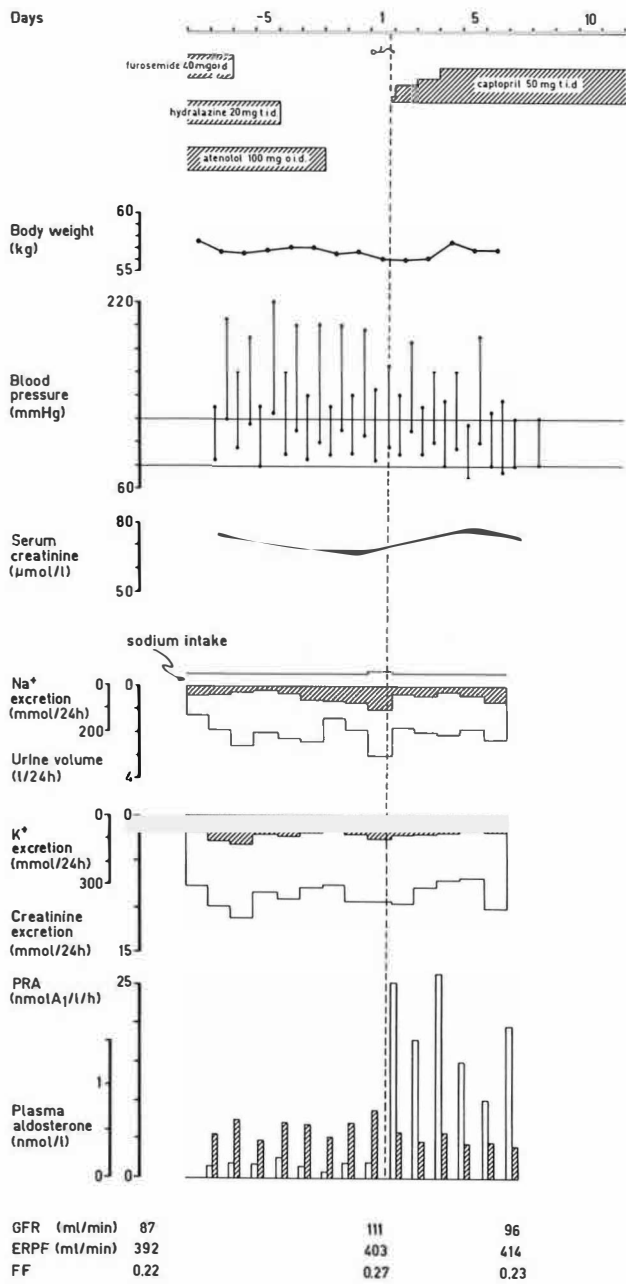 Days -5 1 5 10
furosemide 40mg o.i.d.
captopril 50 mg t.i.d.
hydralazine 20mg t.i.d.
atenolol 100 mg o.i.d.
60
Body weight
(kg)
55
220
Blood
pressure
(mmHg)
60
80
Serum
creatinine
(µmol/l)
50
sodium intake
Na⁺ 0 0
excretion
(mmol/24h)
200
Urine volume
(l/24h)
4
0 0
K⁺
excretion
(mmol/24h)
300
Creatinine
excretion
(mmol/24h)
15
PRA 25
(nmolA₁/l/h)
1
Plasma
aldosterone
(nmol/l)
0 0
GFR (ml/min) 87 111 96
ERPF (ml/min) 392 403 414
FF 0.22 0.27 0.23